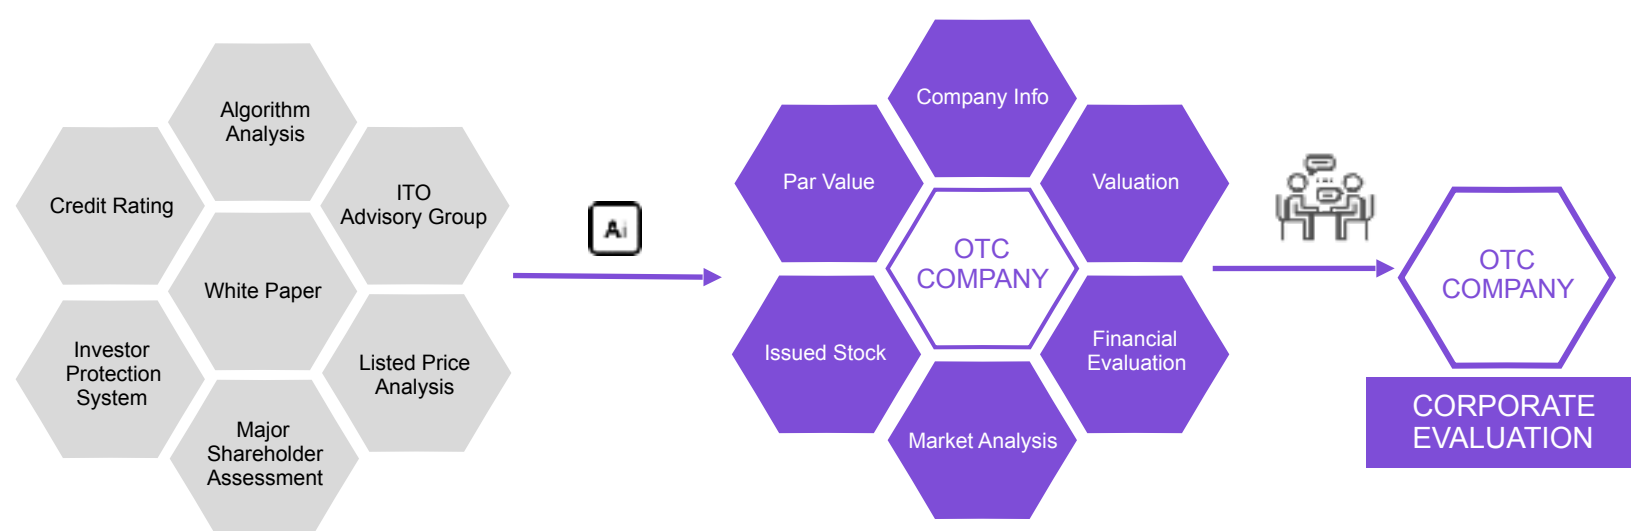 Algorithm
Analysis
Credit Rating
ITO
Advisory Group
White Paper
Investor
Protection
System
Listed Price
Analysis
Major
Shareholder
Assessment
Ai
Company Info
Par Value
Valuation
OTC
COMPANY
Issued Stock
Financial
Evaluation
Market Analysis
OTC
COMPANY
CORPORATE
EVALUATION